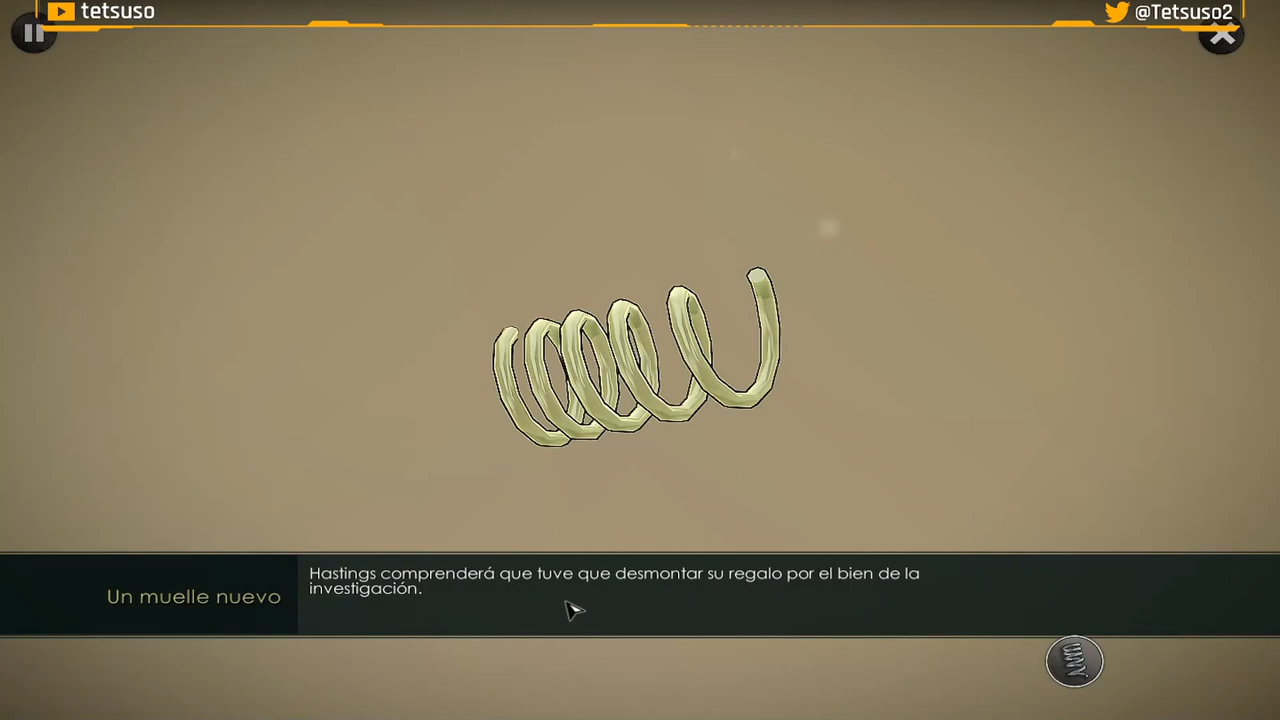 tetsuso
@Tetsuso2
Un muelle nuevo
Hastings comprenderá que tuve que desmontar su regalo por el bien de la
investigación.